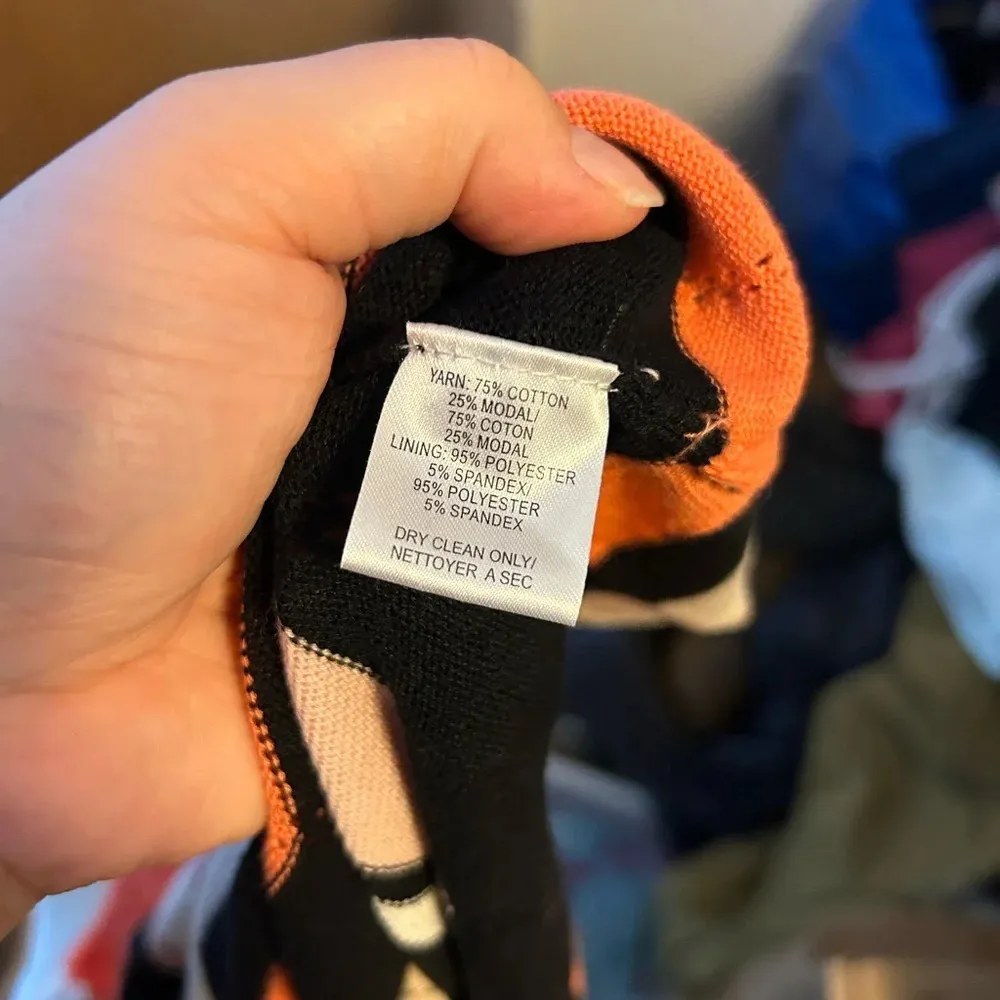 YARN: 75% COTTON
25% MODAL/
75% COTON
25% MODAL
LINING: 95% POLYESTER
5% SPANDEX/
95% POLYESTER
5% SPANDEX
DRY CLEAN ONLY/
NETTOYER A SEC